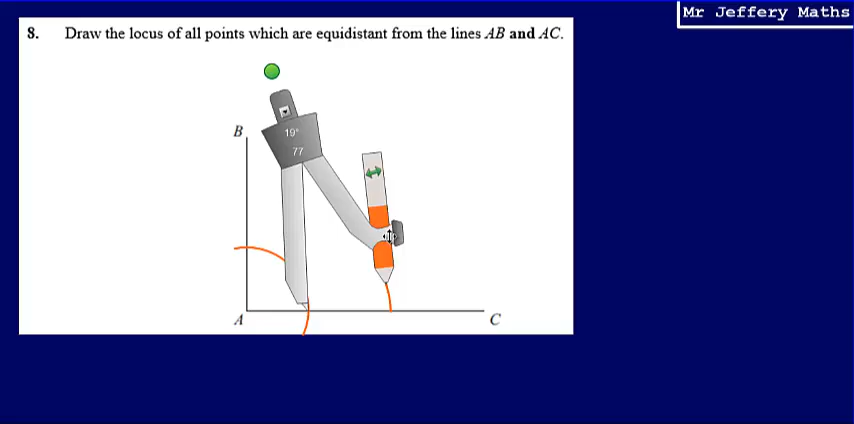 Mr Jeffery Maths
8. Draw the locus of all points which are equidistant from the lines AB and AC.
B
19°
77
A
C